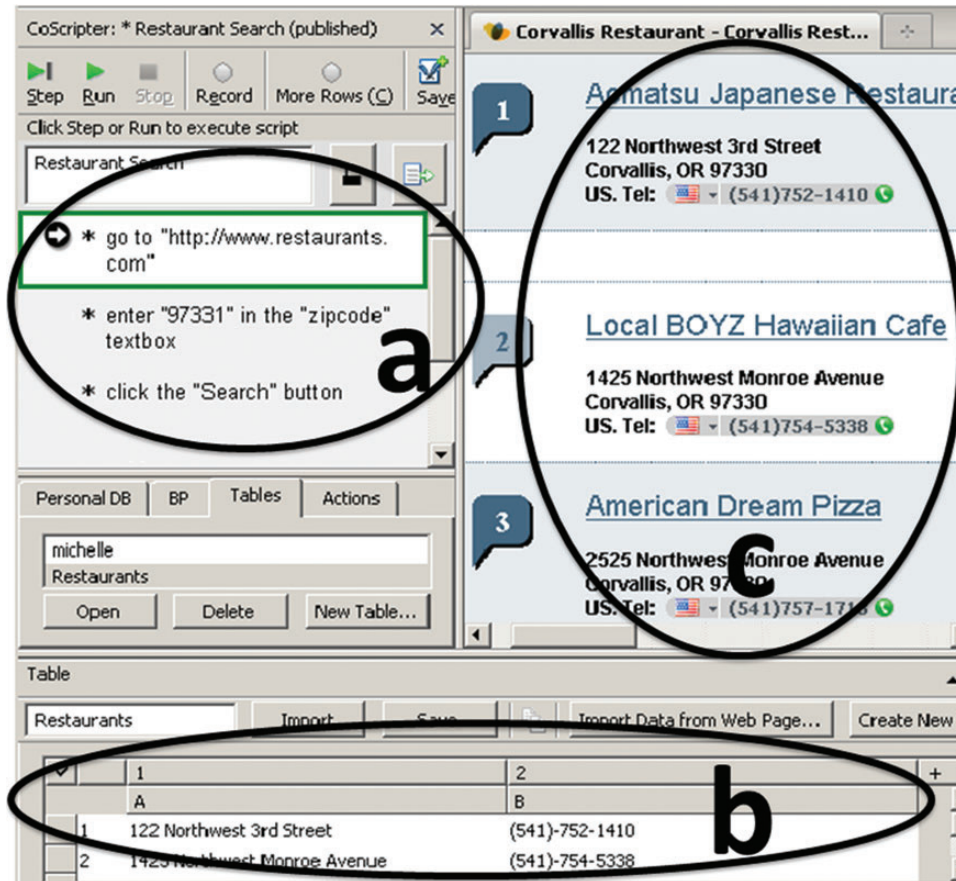 CoScripter: * Restaurant Search (published)
Step Run Stop Record More Rows (C) Save
Click Step or Run to execute script
Restaurant Search
* go to "http://www.restaurants.
com"
* enter "97331" in the "zipcode"
textbox
* click the "Search" button
a
Personal DB BP Tables Actions
michelle
Restaurants
Open Delete New Table...
Corvallis Restaurant - Corvallis Rest...
1
Aomatsu Japanese Restaura
122 Northwest 3rd Street
Corvallis, OR 97330
US. Tel: (541)752-1410
2
Local BOYZ Hawaiian Cafe
1425 Northwest Monroe Avenue
Corvallis, OR 97330
US. Tel: (541)754-5338
3
American Dream Pizza
2525 Northwest Monroe Avenue
Corvallis, OR 97330
US. Tel: (541)757-1713
c
Table
Restaurants Import Save Import Data from Web Page... Create New
1 2 +
A B
1 122 Northwest 3rd Street (541)-752-1410
2 1425 Northwest Monroe Avenue (541)-754-5338
b